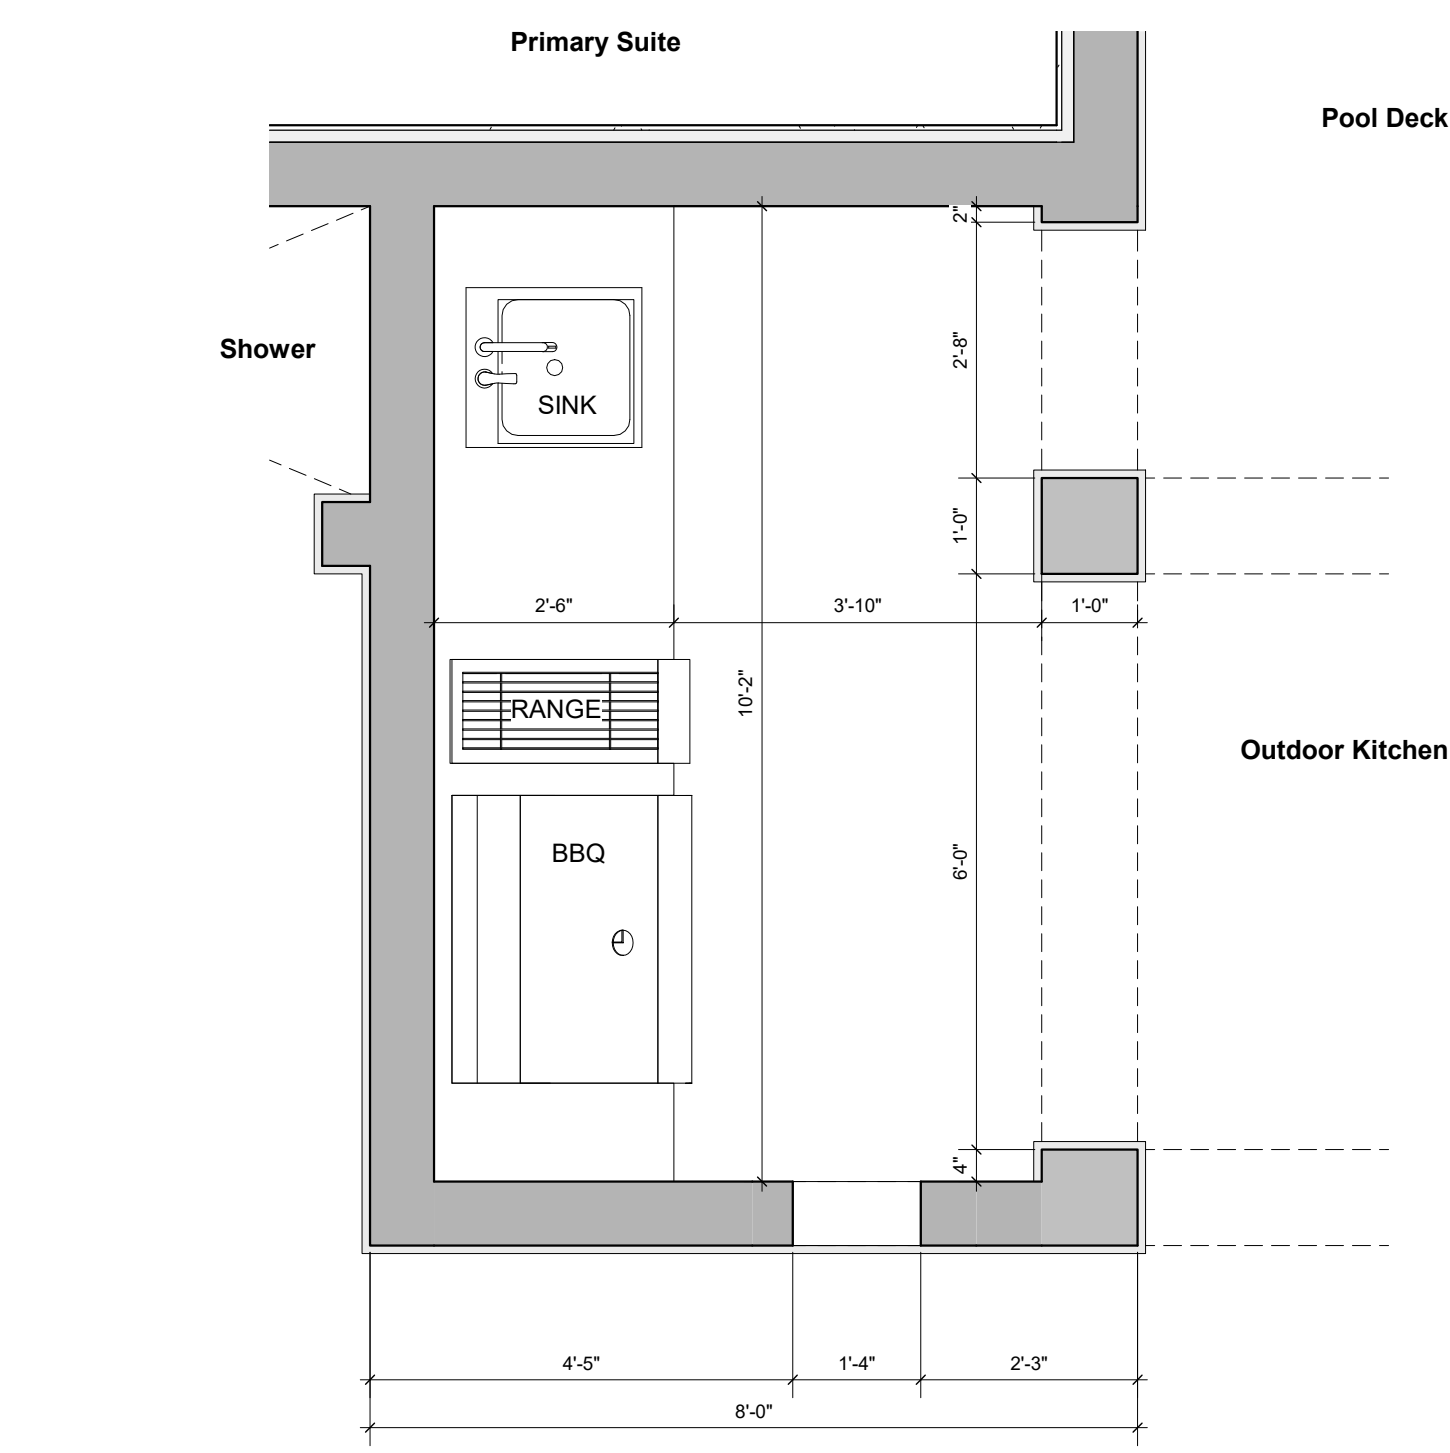 Primary Suite
Pool Deck
2"
2'-8"
Shower
SINK
1'-0"
2'-6"
3'-10"
1'-0"
10'-2"
RANGE
Outdoor Kitchen
BBQ
6'-0"
4"
4'-5"
1'-4"
2'-3"
8'-0"